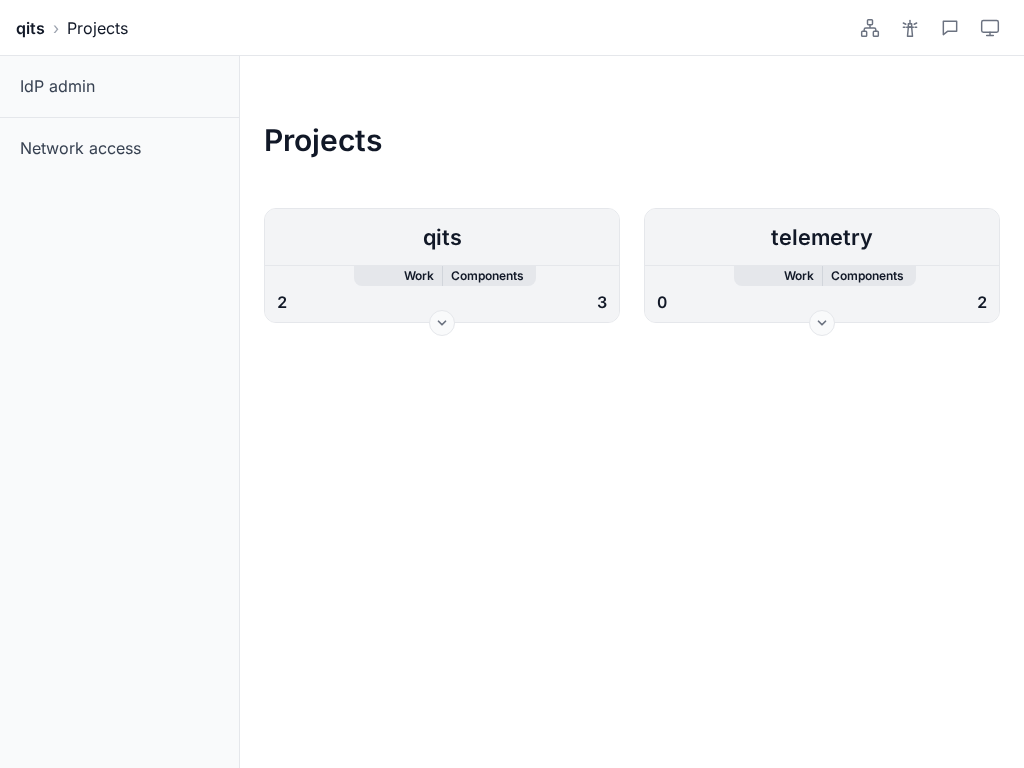 qits › Projects
IdP admin
Network access
Projects
qits
Work Components
2 3
telemetry
Work Components
0 2